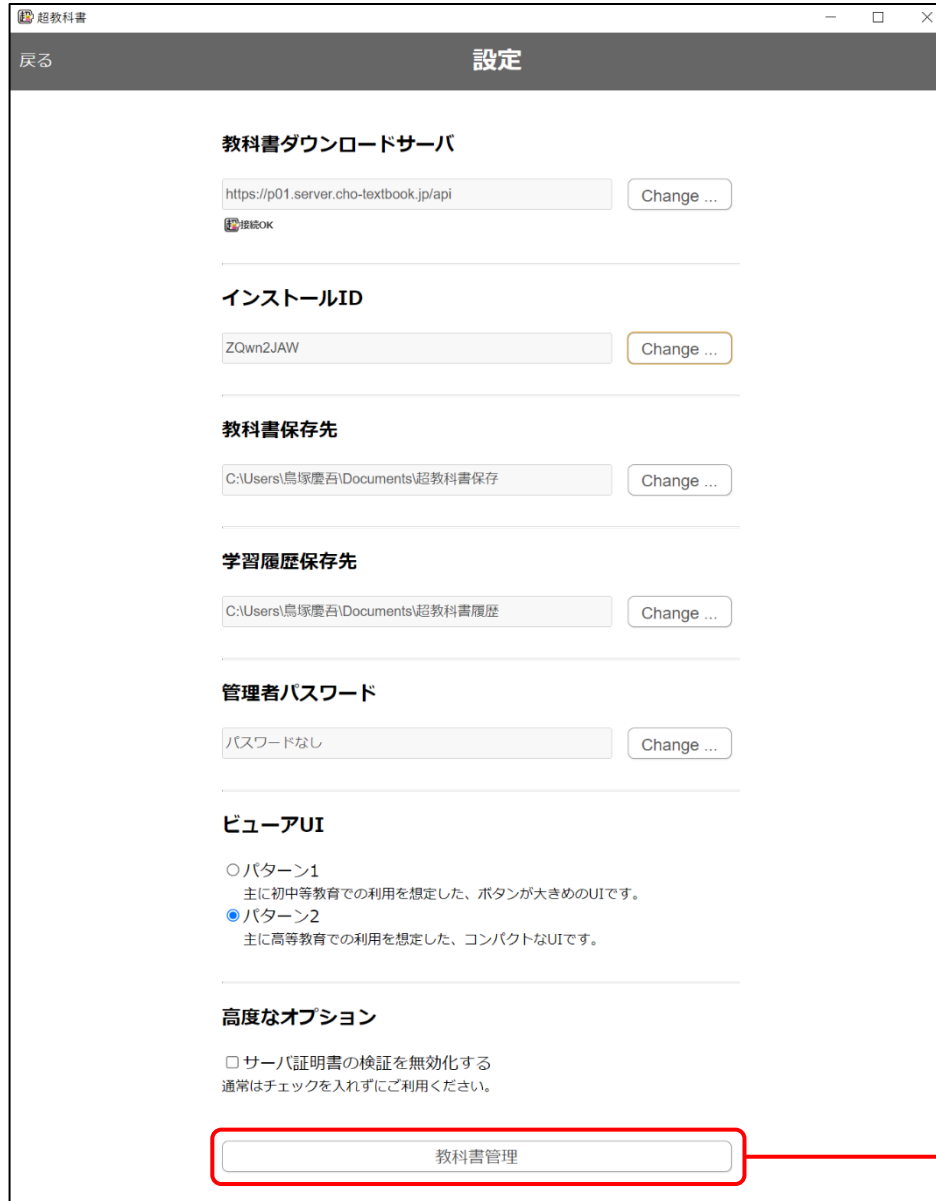 超教科書
戻る
設定
教科書ダウンロードサーバ
https://p01.server.cho-textbook.jp/api
Change ...
接続OK
インストールID
ZQwn2JAW
Change ...
教科書保存先
C:\Users\鳥塚慶吾\Documents\超教科書保存
Change ...
学習履歴保存先
C:\Users\鳥塚慶吾\Documents\超教科書履歴
Change ...
管理者パスワード
パスワードなし
Change ...
ビューアUI
パターン1
主に初中等教育での利用を想定した、ボタンが大きめのUIです。
パターン2
主に高等教育での利用を想定した、コンパクトなUIです。
高度なオプション
サーバ証明書の検証を無効化する
通常はチェックを入れずにご利用ください。
教科書管理